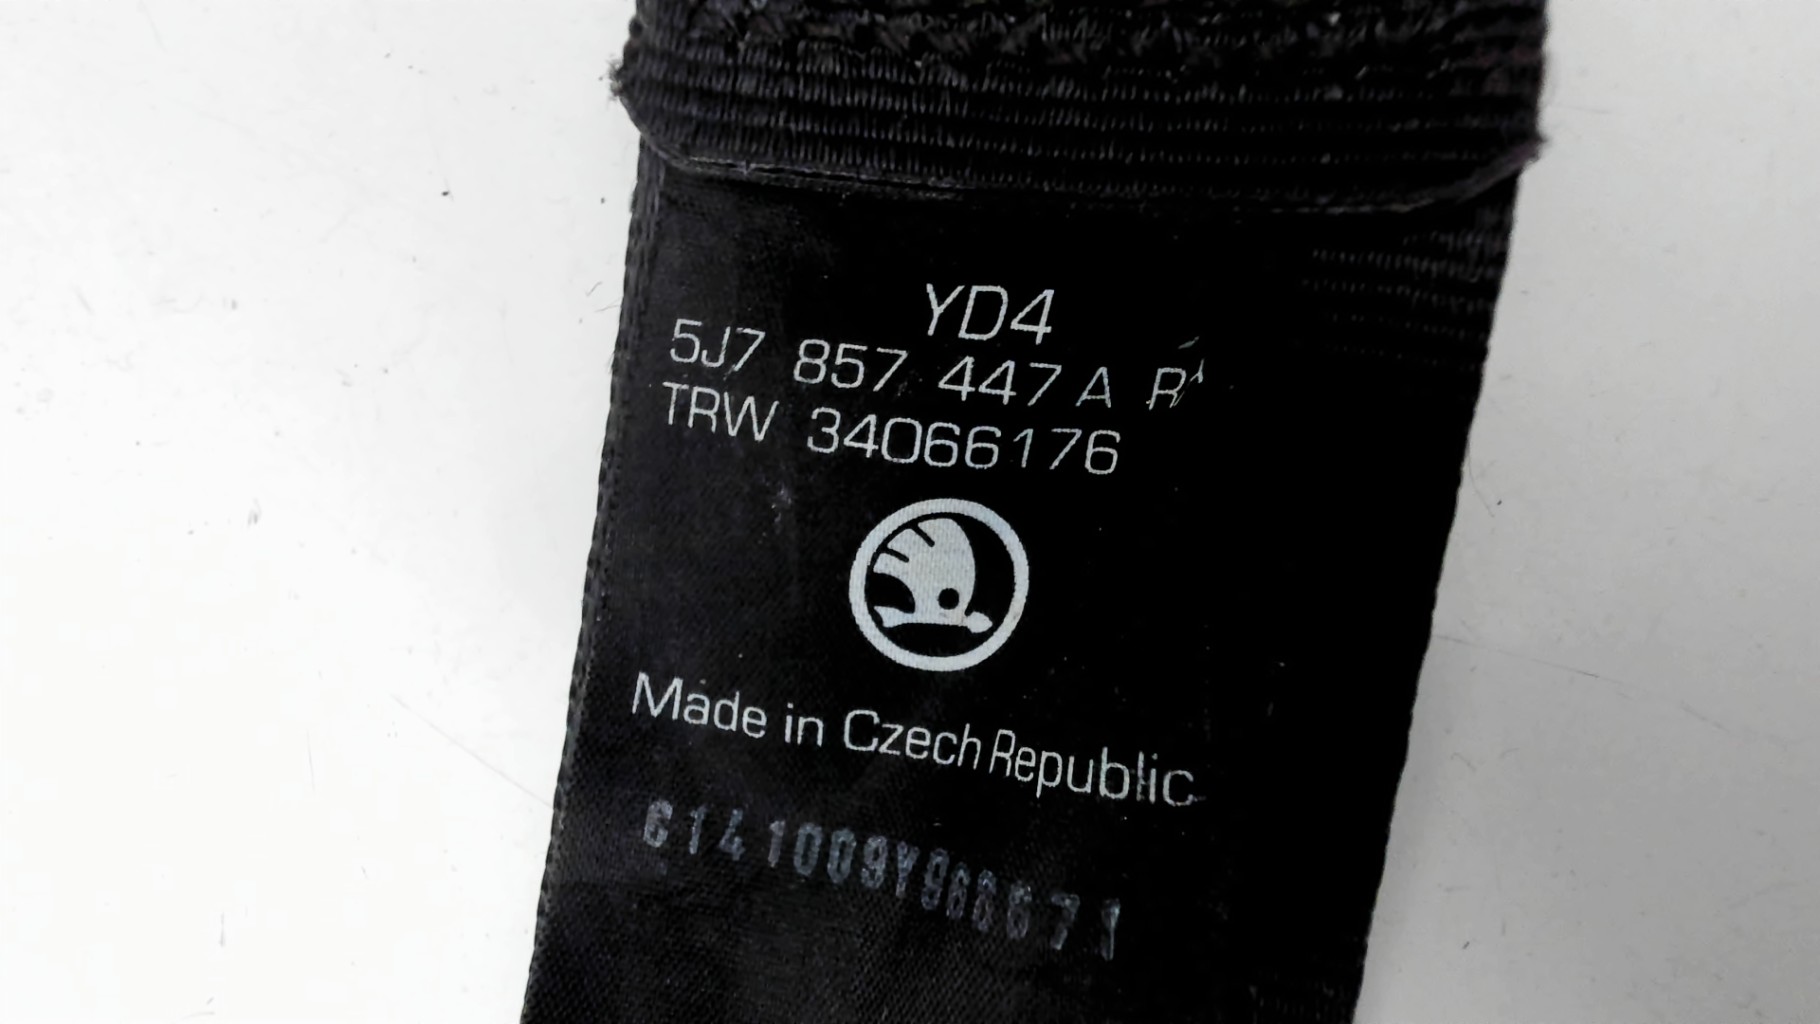 YD4
5J7 857 447 A
TRW 34066176
Made in Czech Republic